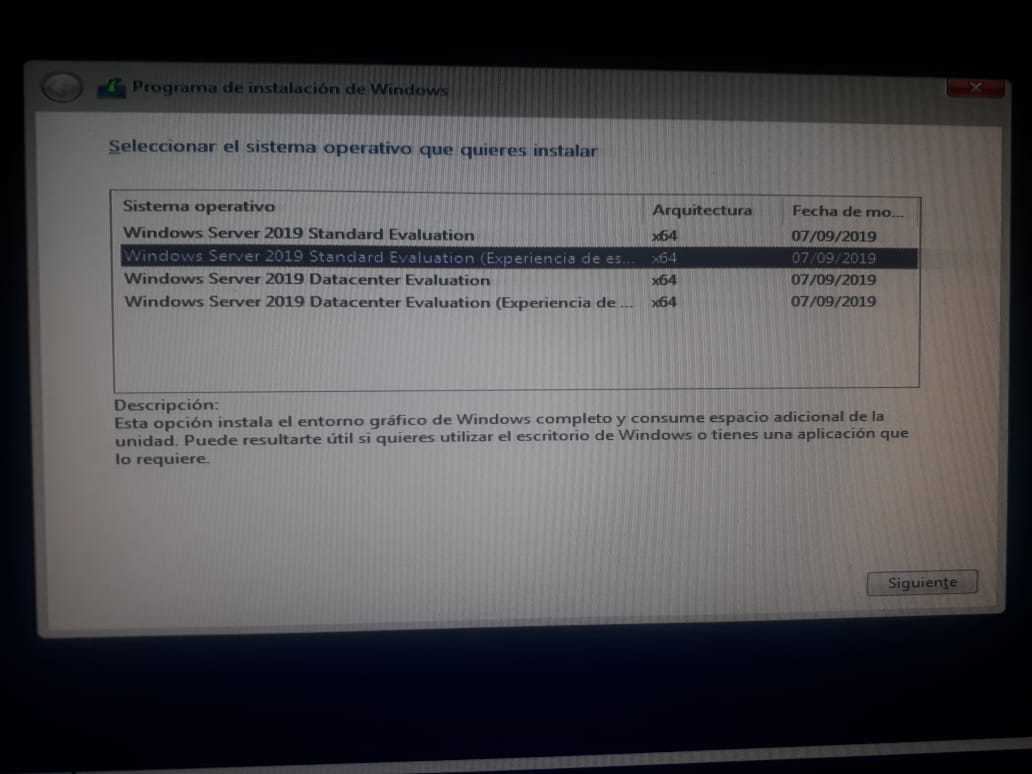 Programa de instalación de Windows
Seleccionar el sistema operativo que quieres instalar
Sistema operativo Arquitectura Fecha de mo...
Windows Server 2019 Standard Evaluation x64 07/09/2019
Windows Server 2019 Standard Evaluation (Experiencia de es... x64 07/09/2019
Windows Server 2019 Datacenter Evaluation x64 07/09/2019
Windows Server 2019 Datacenter Evaluation (Experiencia de ... x64 07/09/2019
Descripción:
Esta opción instala el entorno gráfico de Windows completo y consume espacio adicional de la
unidad. Puede resultarte útil si quieres utilizar el escritorio de Windows o tienes una aplicación que
lo requiere.
Siguiente